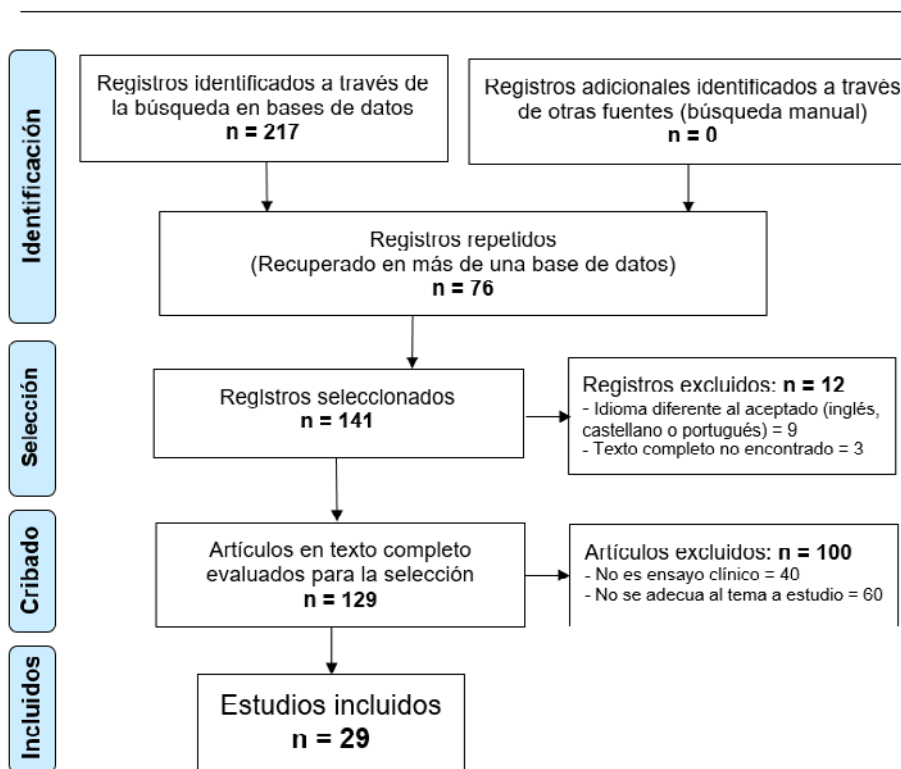 Identificación
Registros identificados a través de
la búsqueda en bases de datos
n = 217
Registros adicionales identificados a través
de otras fuentes (búsqueda manual)
n = 0
Registros repetidos
(Recuperado en más de una base de datos)
n = 76
Selección
Registros seleccionados
n = 141
Registros excluidos: n = 12
- Idioma diferente al aceptado (inglés,
castellano o portugués) = 9
- Texto completo no encontrado = 3
Cribado
Artículos en texto completo
evaluados para la selección
n = 129
Artículos excluidos: n = 100
- No es ensayo clínico = 40
- No se adecua al tema a estudio = 60
Incluidos
Estudios incluidos
n = 29